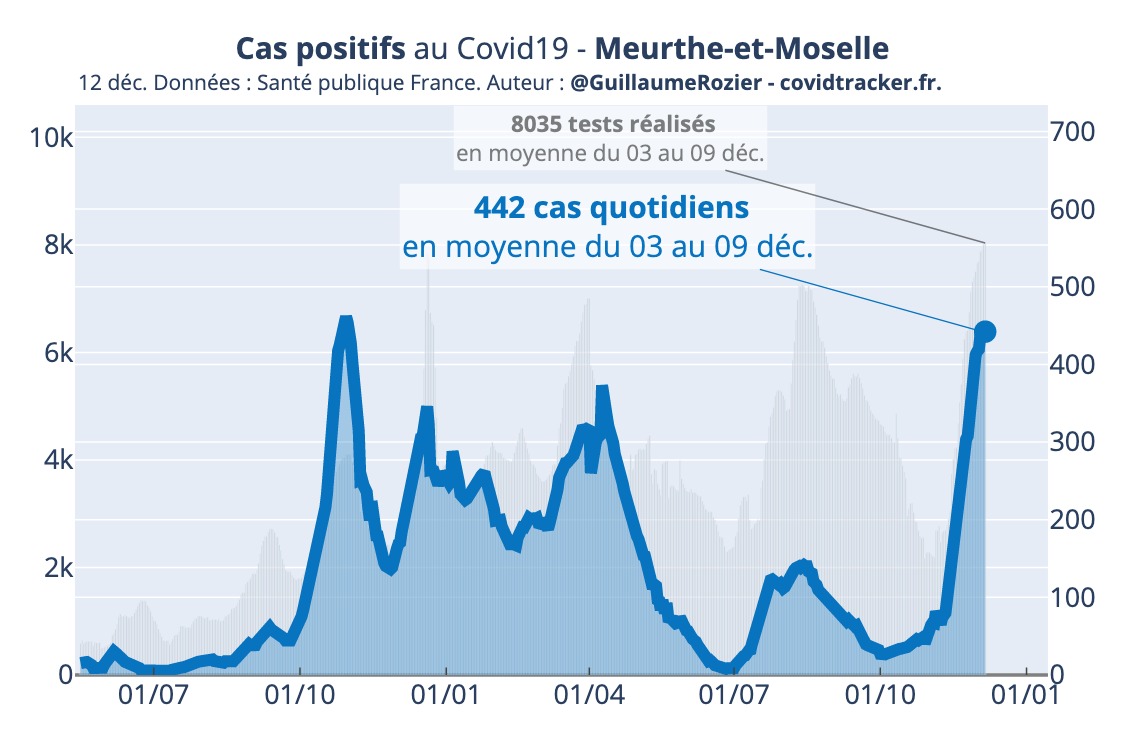 Cas positifs au Covid19 - Meurthe-et-Moselle
12 déc. Données : Santé publique France. Auteur : @GuillaumeRozier - covidtracker.fr.
8035 tests réalisés
en moyenne du 03 au 09 déc.
442 cas quotidiens
en moyenne du 03 au 09 déc.
10k
8k
6k
4k
2k
0
700
600
500
400
300
200
100
0
01/07 01/10 01/01 01/04 01/07 01/10 01/01